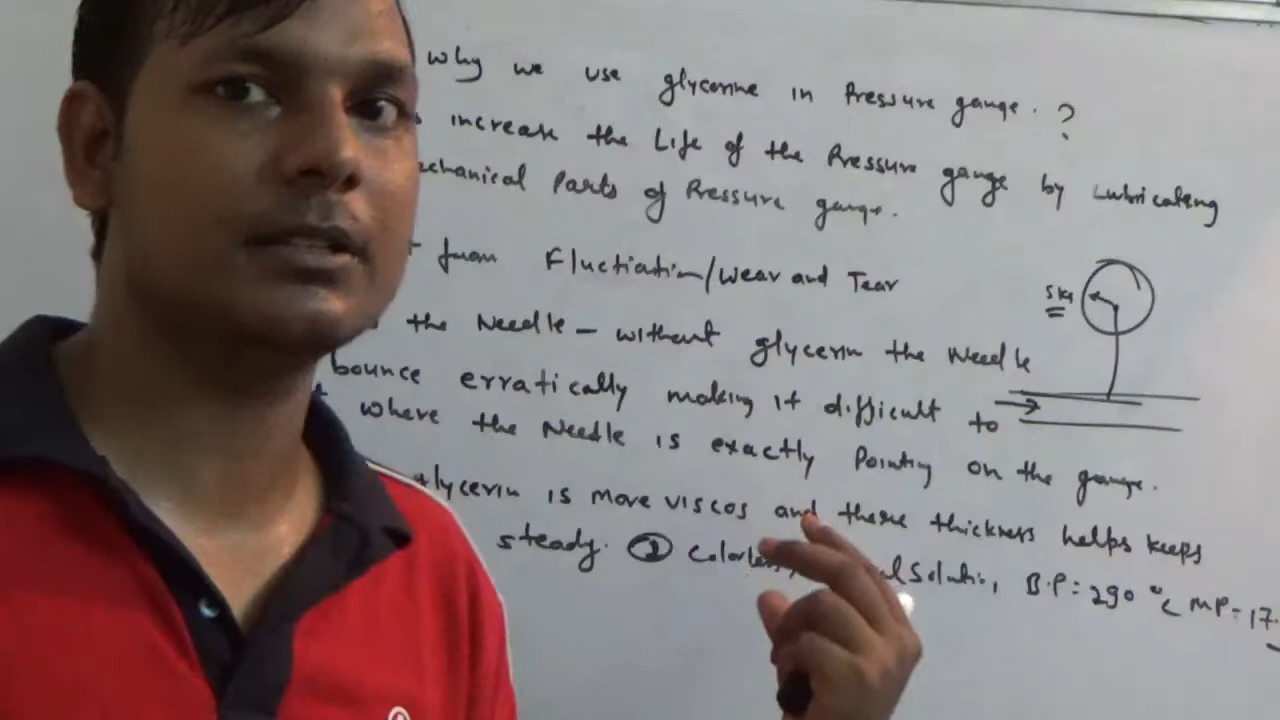 why we use glycerine in Pressure gauge. ?
increase the Life of the Pressure gauge by Lubricating
Parts of Pressure gauge.
from Fluctiation/wear and Tear
5kg
the Needle - without glycerin the Needle
bounce erratically making it difficult to
where the Needle is exactly Pointing on the gauge.
glycerin is more viscos and these thickness helps keeps
steady. ② colorless, Solution, B.P = 290 °C MP = 17.